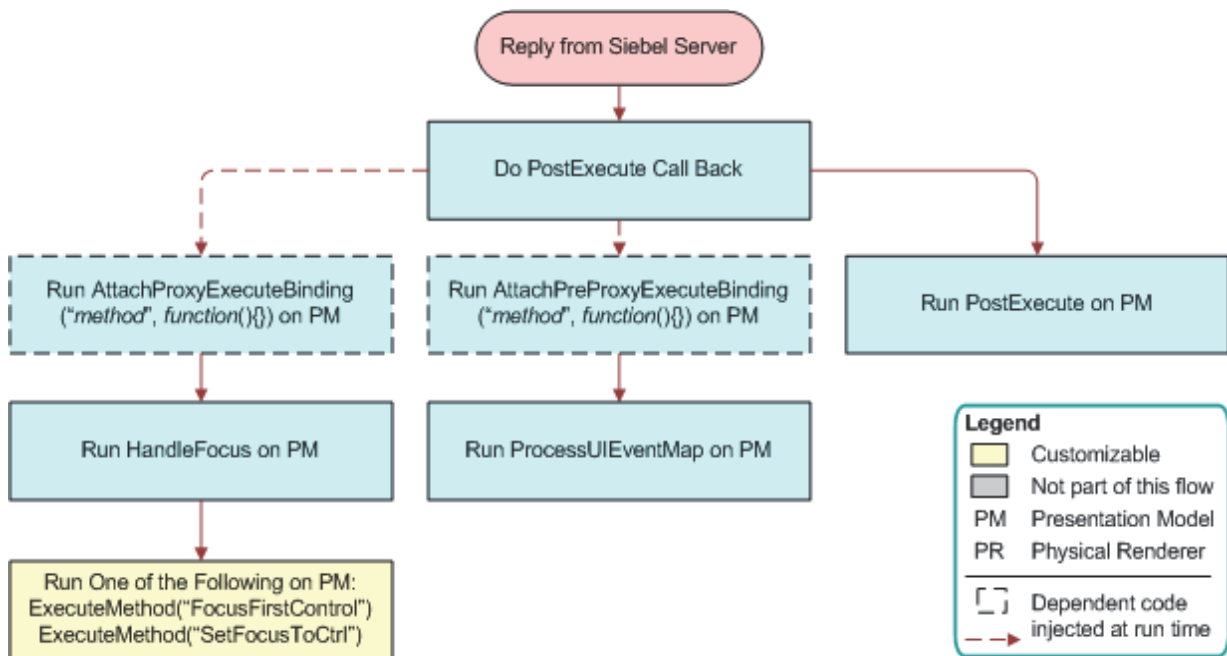 Reply from Siebel Server
Do PostExecute Call Back
Run AttachProxyExecuteBinding
(“method”, function(){}) on PM
Run AttachPreProxyExecuteBinding
(“method”, function(){}) on PM
Run PostExecute on PM
Run HandleFocus on PM
Run ProcessUIEventMap on PM
Run One of the Following on PM:
ExecuteMethod(“FocusFirstControl”)
ExecuteMethod(“SetFocusToCtrl”)
Legend
Customizable
Not part of this flow
PM Presentation Model
PR Physical Renderer
Dependent code
injected at run time